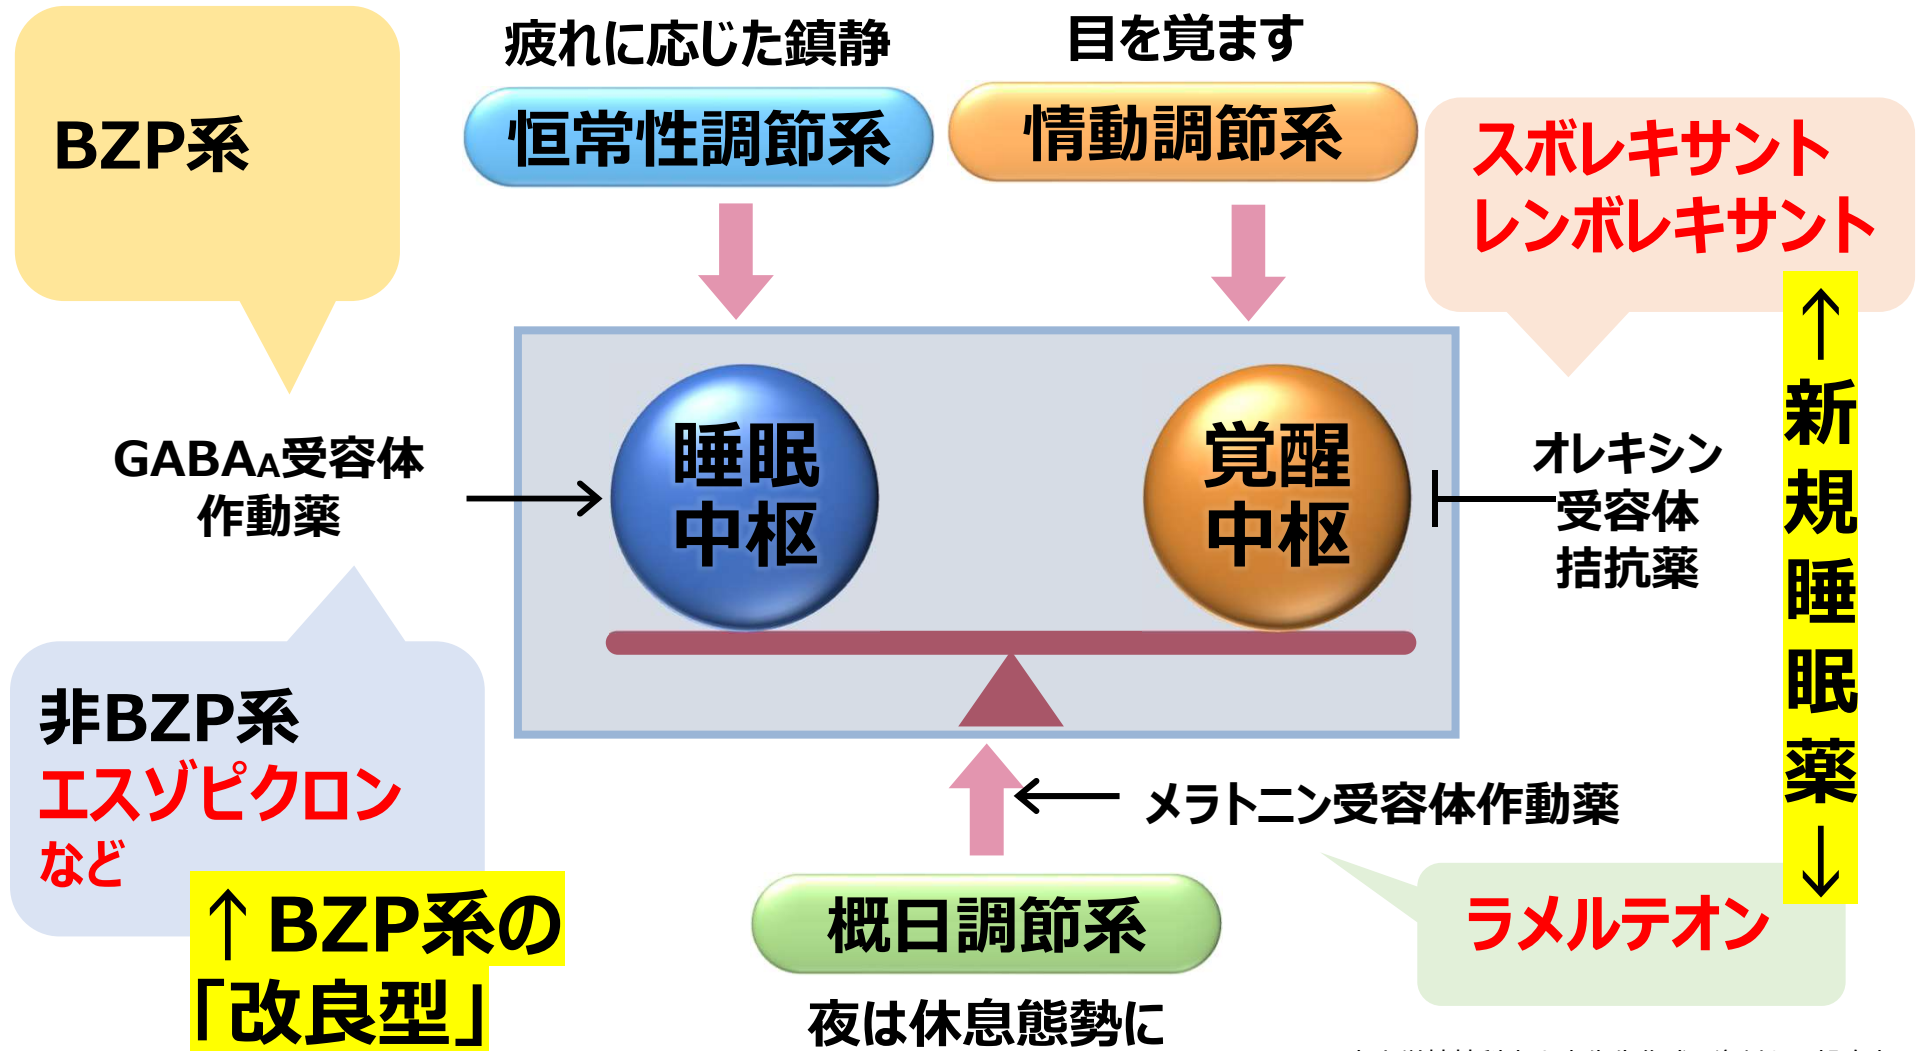 疲れに応じた鎮静
目を覚ます
恒常性調節系
情動調節系
BZP系
スボレキサント
レンボレキサント
睡眠
中枢
覚醒
中枢
GABAA受容体
作動薬
オレキシン
受容体
拮抗薬
↑新規睡眠薬↓
非BZP系
エスゾピクロン
など
↑BZP系の
「改良型」
メラトニン受容体作動薬
概日調節系
ラメルテオン
夜は休息態勢に